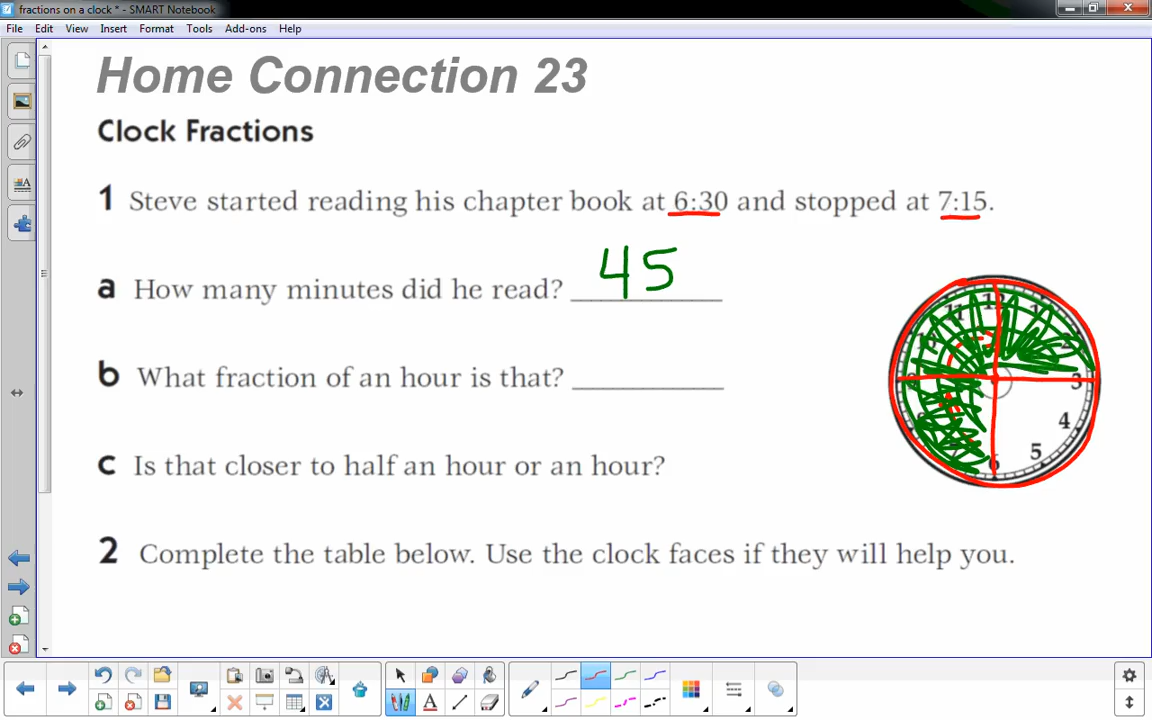 fractions on a clock * - SMART Notebook
File Edit View Insert Format Tools Add-ons Help
Home Connection 23
Clock Fractions
1 Steve started reading his chapter book at 6:30 and stopped at 7:15.
a How many minutes did he read? 45
b What fraction of an hour is that?
c Is that closer to half an hour or an hour?
12
11
3
4
5
6
2 Complete the table below. Use the clock faces if they will help you.